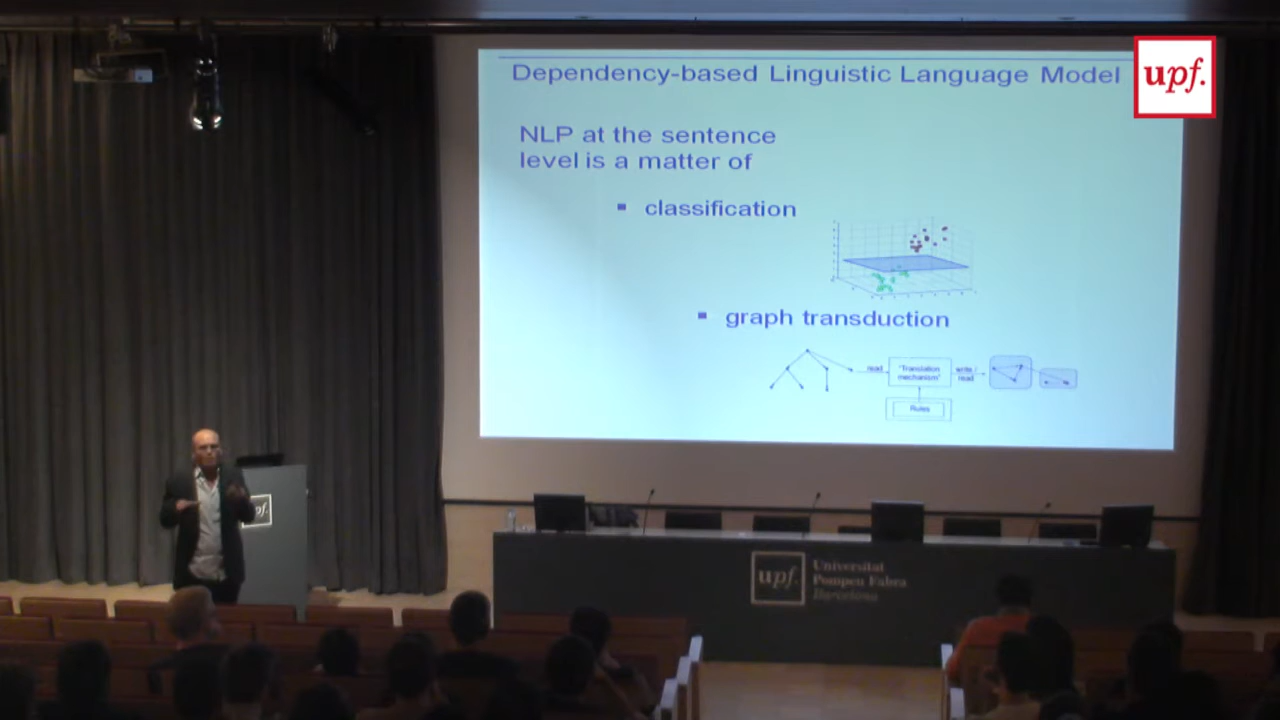 Dependency-based Linguistic Language Model
upf.
NLP at the sentence
level is a matter of
▪ classification
▪ graph transduction
read
"Translation
mechanism"
write
read
Rules
upf.
upf.
Universitat
Pompeu Fabra
Barcelona